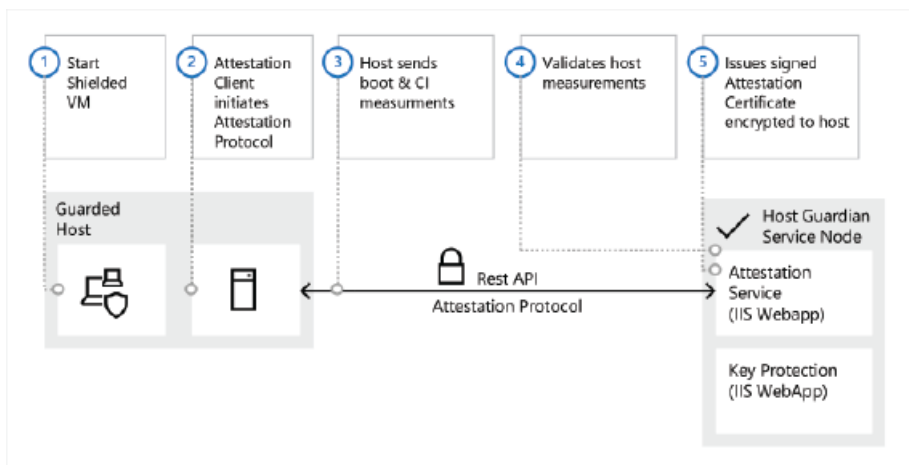 1
Start
Shielded
VM
2
Attestation
Client
initiates
Attestation
Protocol
3
Host sends
boot & CI
measurments
4
Validates host
measurements
5
Issues signed
Attestation
Certificate
encrypted to host
Guarded
Host
Rest API
Attestation Protocol
Host Guardian
Service Node
Attestation
Service
(IIS Webapp)
Key Protection
(IIS WebApp)